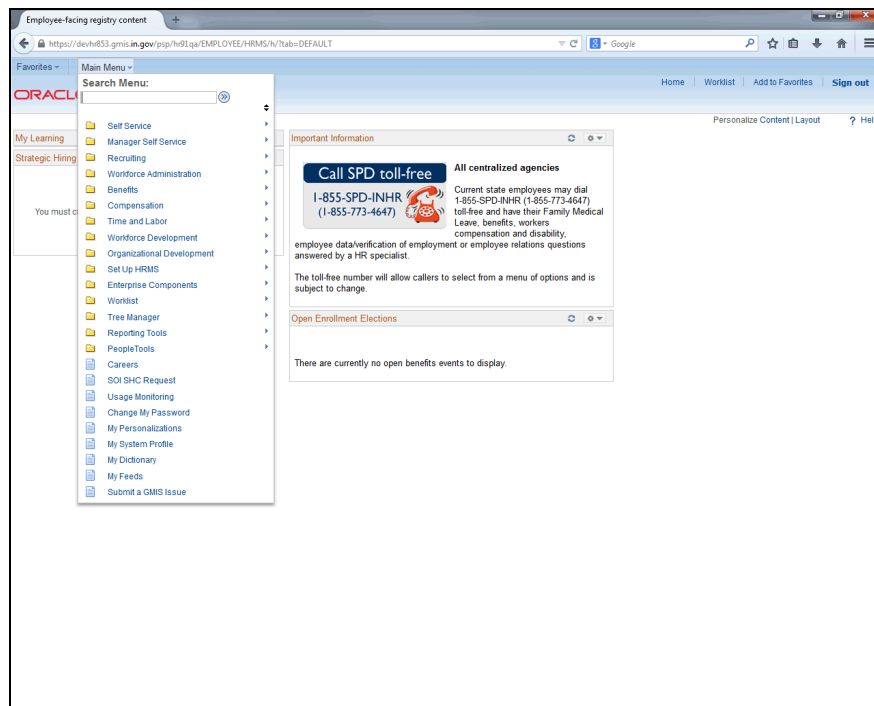 Employee-facing registry content
https://devhr853.gmis.in.gov/psp/hr91qa/EMPLOYEE/HRMS/h/?tab=DEFAULT
Google
Favorites
Main Menu
Search Menu:
Home
Worklist
Add to Favorites
Sign out
Personalize Content | Layout
? Hel
My Learning
Strategic Hiring
You must c
Self Service
Manager Self Service
Recruiting
Workforce Administration
Benefits
Compensation
Time and Labor
Workforce Development
Organizational Development
Set Up HRMS
Enterprise Components
Worklist
Tree Manager
Reporting Tools
PeopleTools
Careers
SOI SHC Request
Usage Monitoring
Change My Password
My Personalizations
My System Profile
My Dictionary
My Feeds
Submit a GMIS Issue
Important Information
Call SPD toll-free
1-855-SPD-INHR
(1-855-773-4647)
All centralized agencies
Current state employees may dial
1-855-SPD-INHR (1-855-773-4647)
toll-free and have their Family Medical
Leave, benefits, workers
compensation and disability,
employee data/verification of employment or employee relations questions
answered by a HR specialist.
The toll-free number will allow callers to select from a menu of options and is
subject to change.
Open Enrollment Elections
There are currently no open benefits events to display.